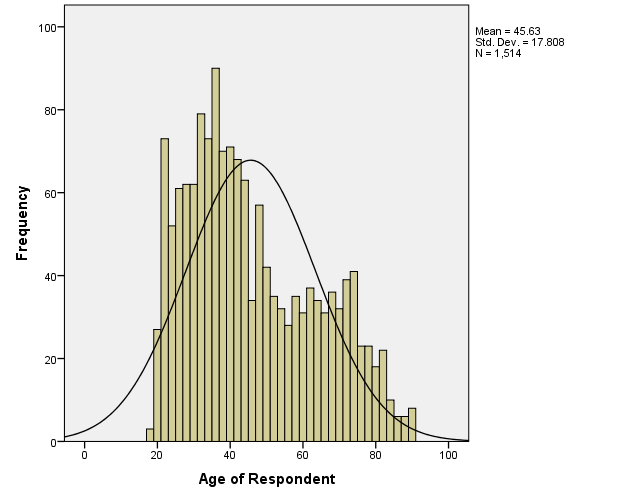 Mean = 45.63
Std. Dev. = 17.808
N = 1,514
100
80
60
40
20
0
Frequency
0 20 40 60 80 100
Age of Respondent